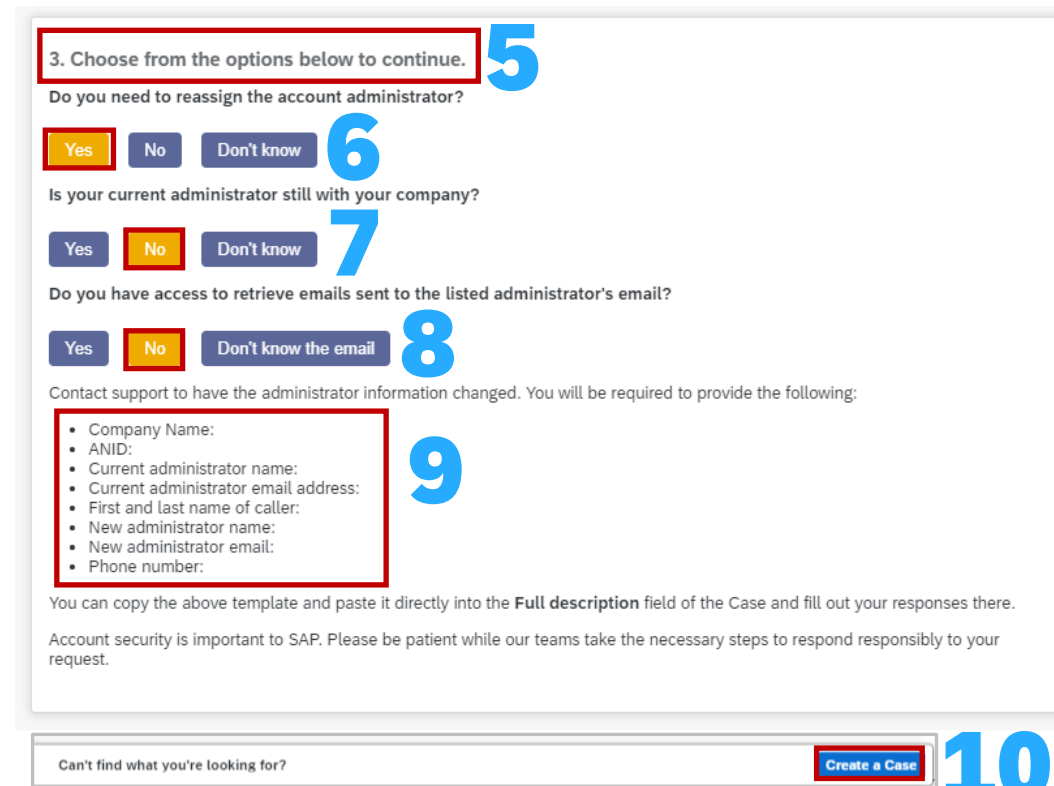 3. Choose from the options below to continue.
5
Do you need to reassign the account administrator?
Yes No Don't know
6
Is your current administrator still with your company?
7
Yes No Don't know
Do you have access to retrieve emails sent to the listed administrator's email?
Yes No Don't know the email
8
Contact support to have the administrator information changed. You will be required to provide the following:
• Company Name:
• ANID:
• Current administrator name:
• Current administrator email address:
• First and last name of caller:
• New administrator name:
• New administrator email:
• Phone number:
9
You can copy the above template and paste it directly into the Full description field of the Case and fill out your responses there.
Account security is important to SAP. Please be patient while our teams take the necessary steps to respond responsibly to your
request.
Can't find what you're looking for? Create a Case
10